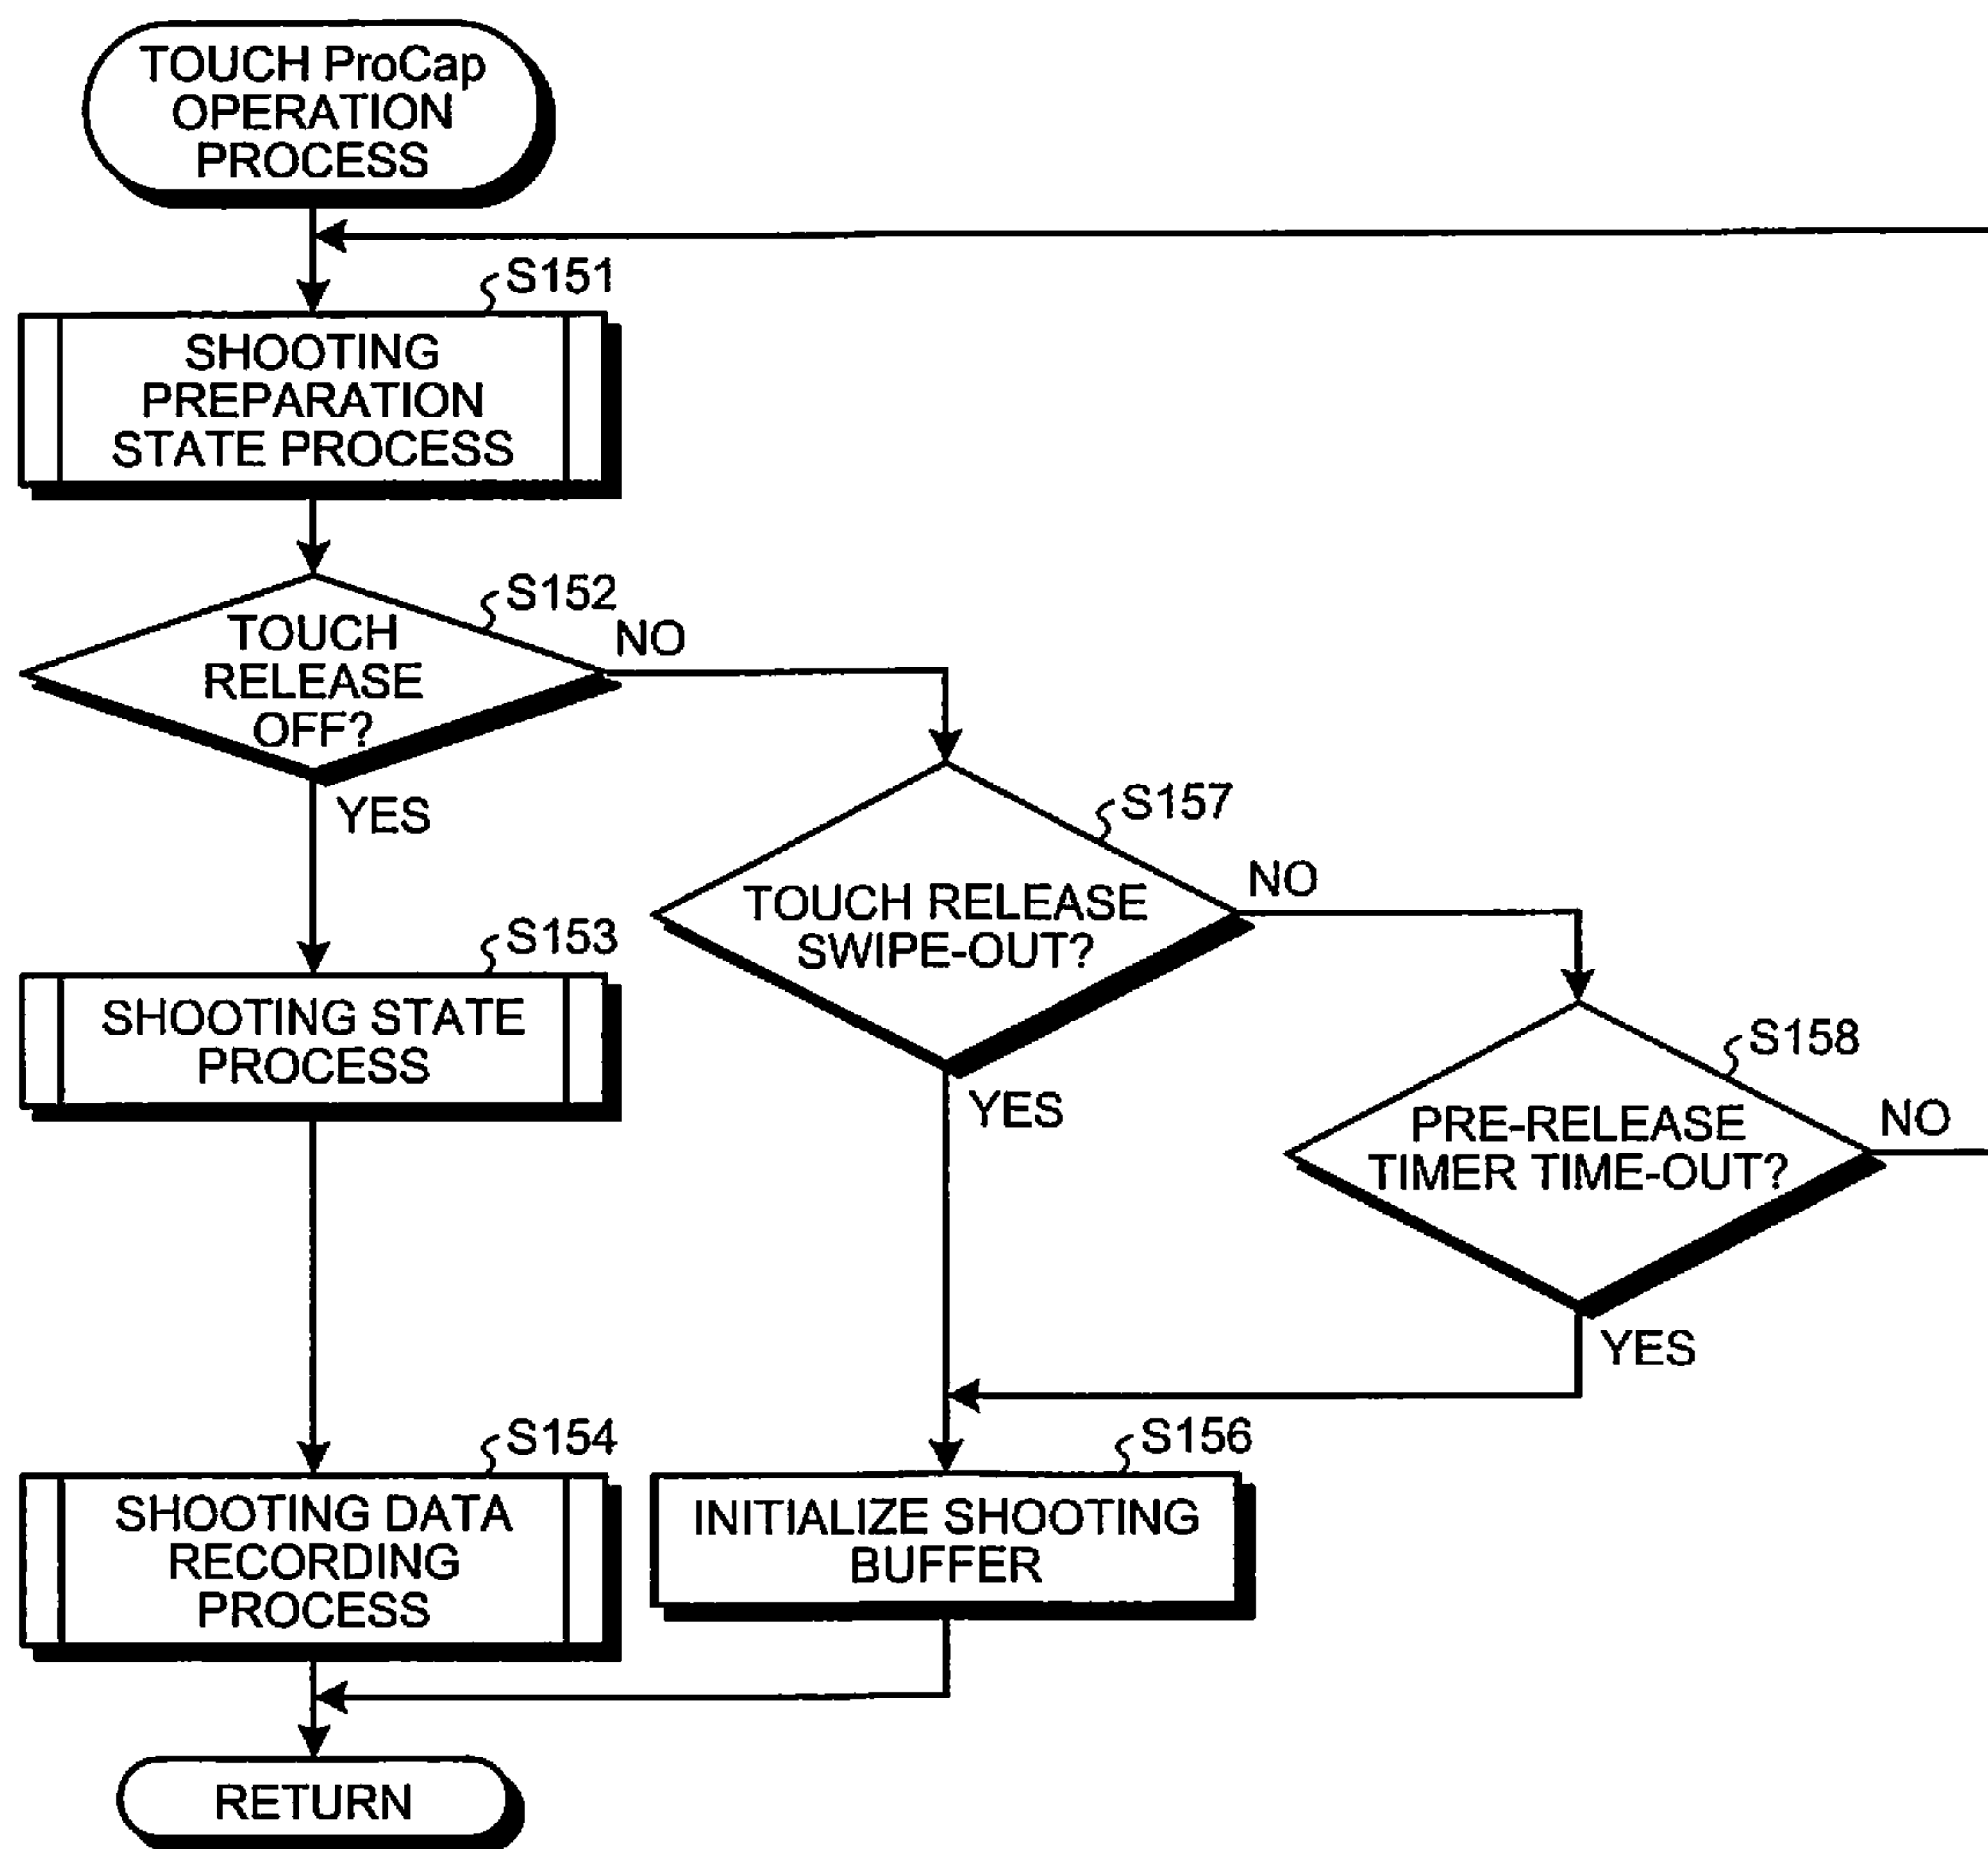 TOUCH ProCap
OPERATION
PROCESS
S151
SHOOTING
PREPARATION
STATE PROCESS
S152
TOUCH
RELEASE
OFF?
NO
YES
S157
TOUCH RELEASE
SWIPE-OUT?
NO
YES
S153
SHOOTING STATE
PROCESS
S158
PRE-RELEASE
TIMER TIME-OUT?
NO
YES
S154
SHOOTING DATA
RECORDING
PROCESS
S156
INITIALIZE SHOOTING
BUFFER
RETURN